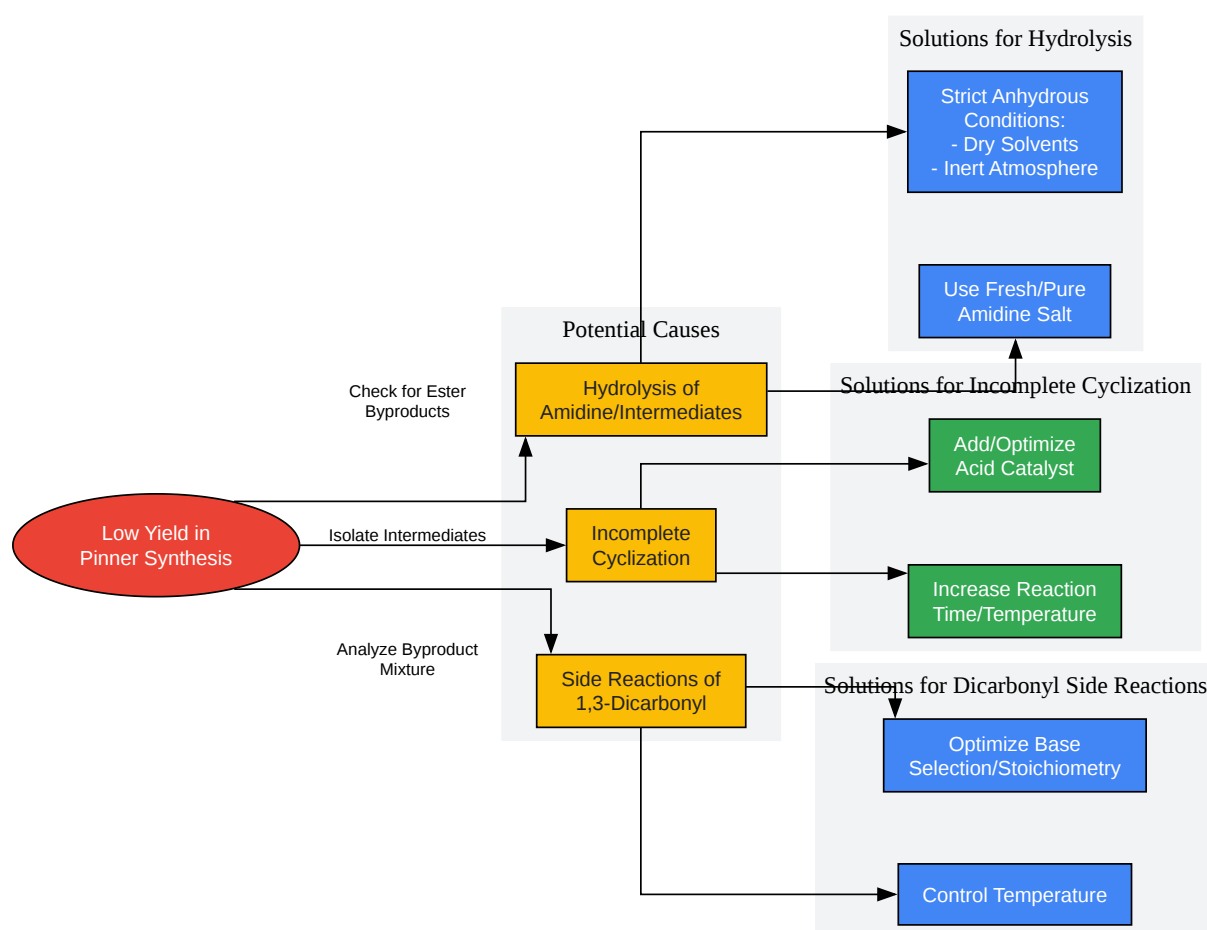 Solutions for Hydrolysis
Strict Anhydrous
Conditions:
- Dry Solvents
- Inert Atmosphere
Use Fresh/Pure
Amidine Salt
Potential Causes
Check for Ester
Byproducts
Hydrolysis of
Amidine/Intermediates
Solutions for Incomplete Cyclization
Add/Optimize
Acid Catalyst
Low Yield in
Pinner Synthesis
Isolate Intermediates
Incomplete
Cyclization
Increase Reaction
Time/Temperature
Analyze Byproduct
Mixture
Side Reactions of
1,3-Dicarbonyl
Solutions for Dicarbonyl Side Reactions
Optimize Base
Selection/Stoichiometry
Control Temperature